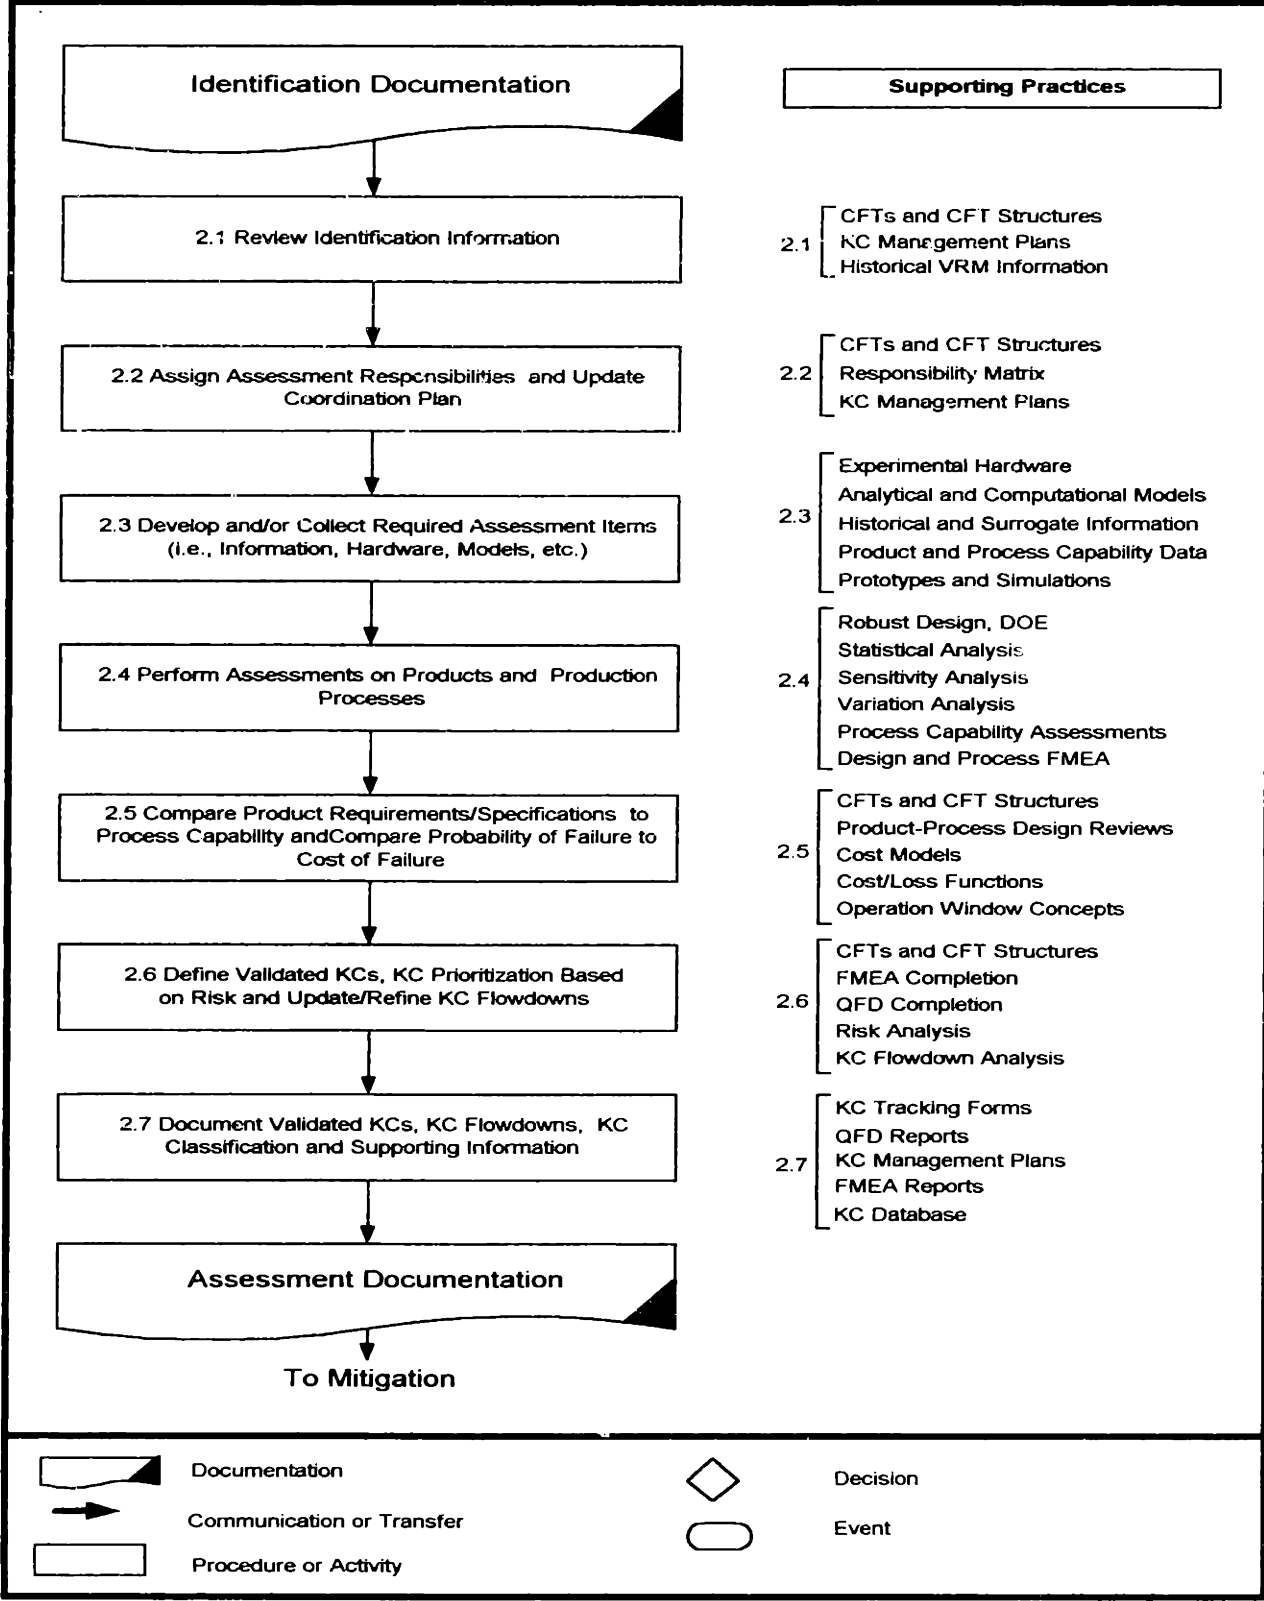 Identification Documentation
Supporting Practices
2.1 Review Identification Information
2.1
CFTs and CFT Structures
KC Management Plans
Historical VRM Information
2.2 Assign Assessment Responsibilities and Update
Coordination Plan
2.2
CFTs and CFT Structures
Responsibility Matrix
KC Management Plans
2.3 Develop and/or Collect Required Assessment Items
(i.e., Information, Hardware, Models, etc.)
2.3
Experimental Hardware
Analytical and Computational Models
Historical and Surrogate Information
Product and Process Capability Data
Prototypes and Simulations
2.4 Perform Assessments on Products and Production
Processes
2.4
Robust Design, DOE
Statistical Analysis
Sensitivity Analysis
Variation Analysis
Process Capability Assessments
Design and Process FMEA
2.5 Compare Product Requirements/Specifications to
Process Capability andCompare Probability of Failure to
Cost of Failure
2.5
CFTs and CFT Structures
Product-Process Design Reviews
Cost Models
Cost/Loss Functions
Operation Window Concepts
2.6 Define Validated KCs, KC Prioritization Based
on Risk and Update/Refine KC Flowdowns
2.6
CFTs and CFT Structures
FMEA Completion
QFD Completion
Risk Analysis
KC Flowdown Analysis
2.7 Document Validated KCs, KC Flowdowns, KC
Classification and Supporting Information
2.7
KC Tracking Forms
QFD Reports
KC Management Plans
FMEA Reports
KC Database
Assessment Documentation
To Mitigation
Documentation
Communication or Transfer
Procedure or Activity
Decision
Event